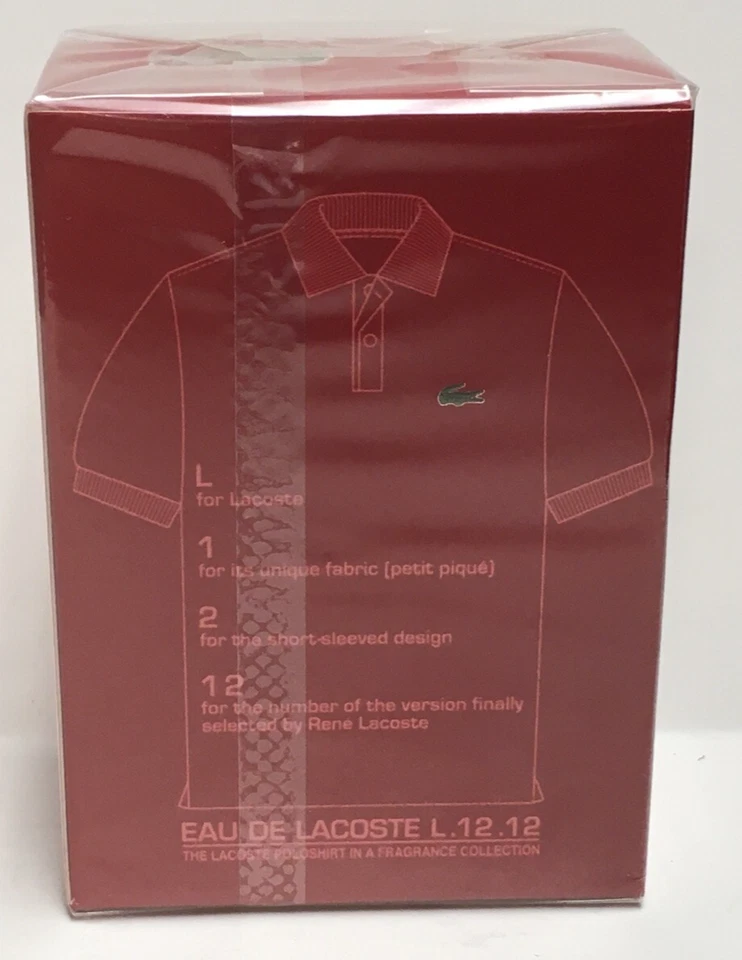 L
for Lacoste
1
for its unique fabric (petit piqué)
2
for the short-sleeved design
12
for the number of the version finally
selected by René Lacoste
EAU DE LACOSTE L.12.12
THE LACOSTE POLOSHIRT IN A FRAGRANCE COLLECTION